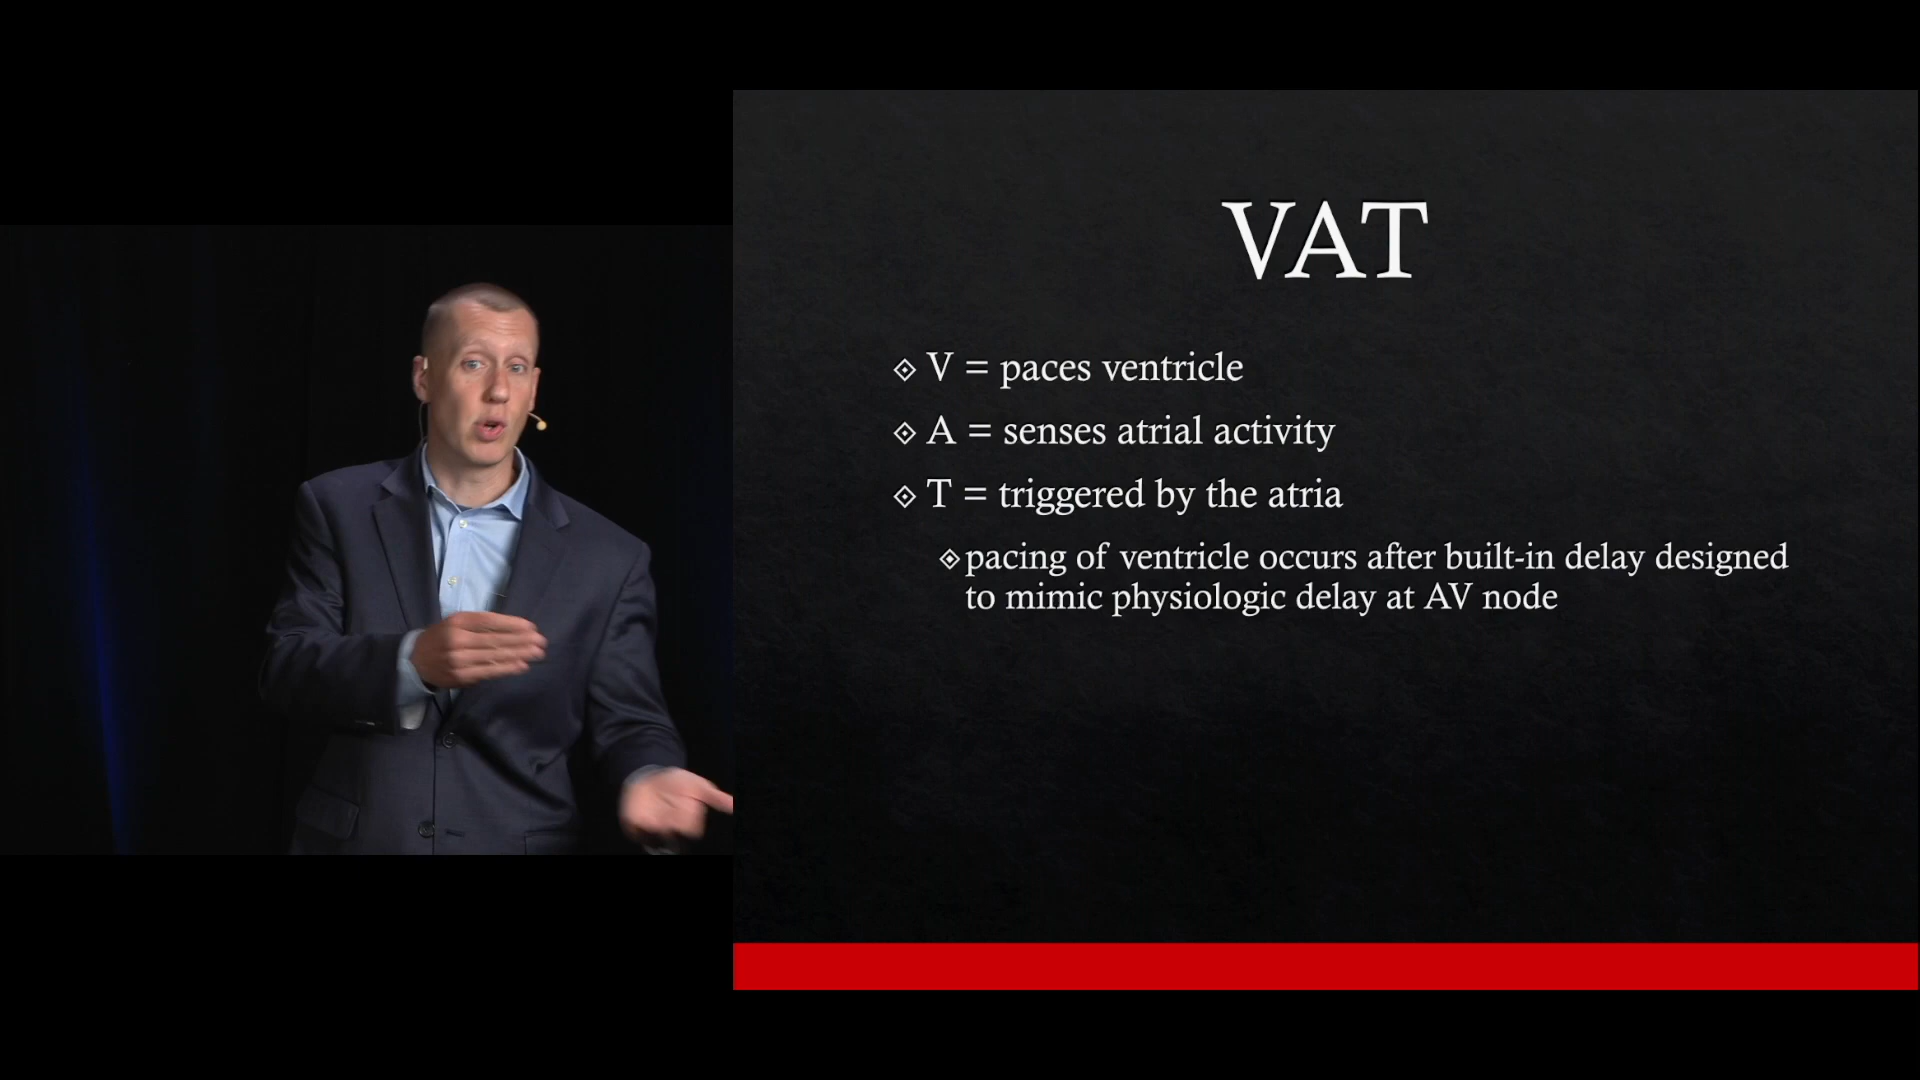 VAT
V = paces ventricle
A = senses atrial activity
T = triggered by the atria
pacing of ventricle occurs after built-in delay designed
to mimic physiologic delay at AV node